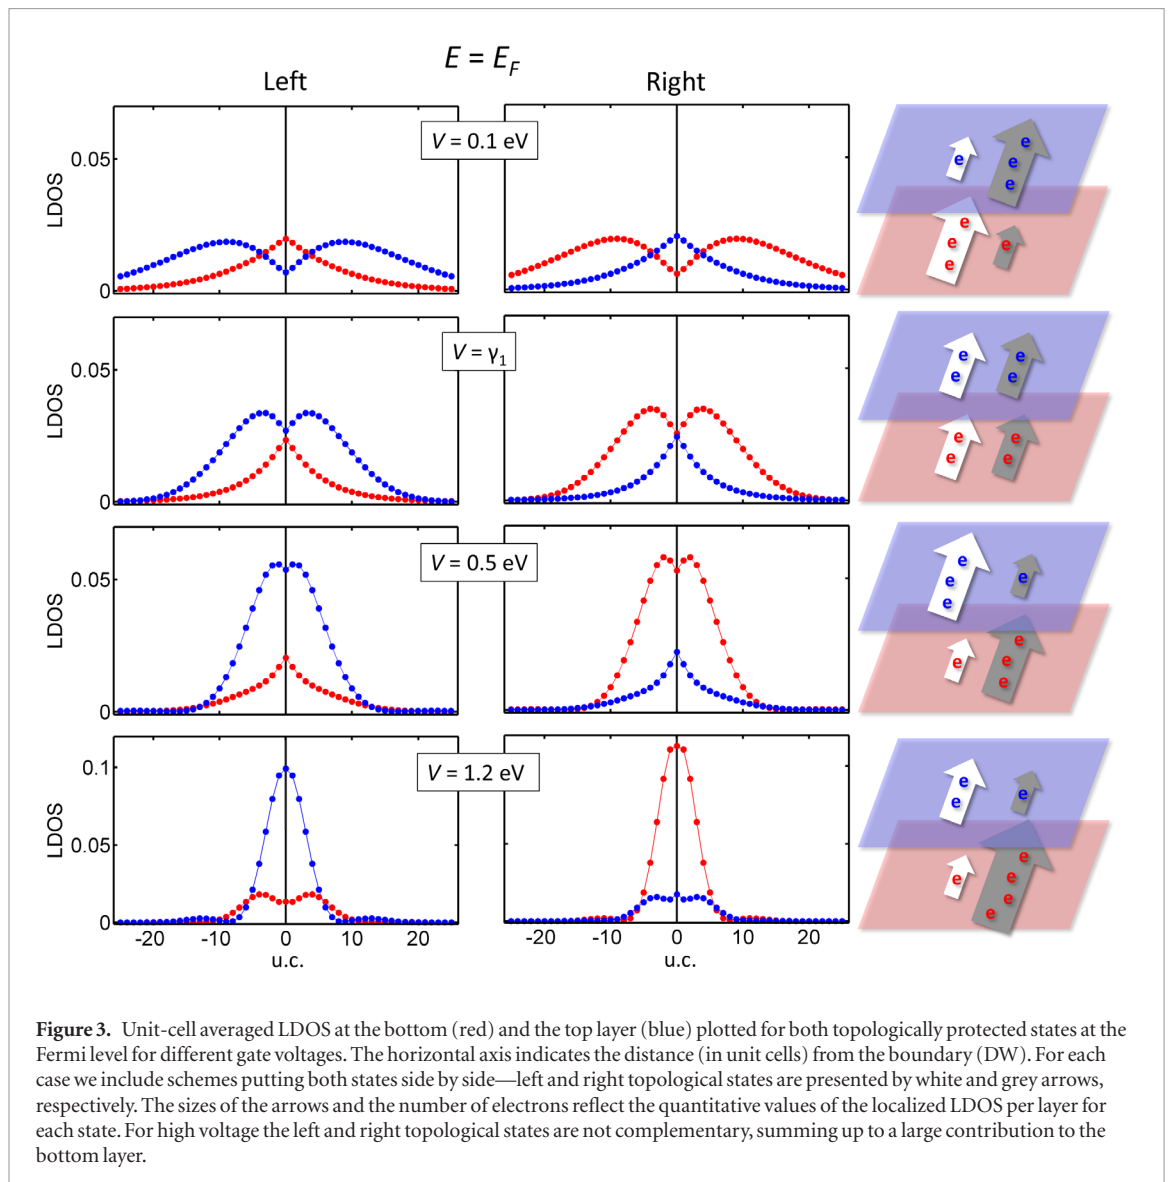 E = E_F
Left
Right
V = 0.1 eV
0.05
LDOS
0
e e e e
e e e e
V = γ₁
0.05
LDOS
0
e e e e
e e e e
V = 0.5 eV
0.05
LDOS
0
e e e e
e e e e
V = 1.2 eV
0.1
0.05
LDOS
0
e e e
e e e e e
-20 -10 0 10 20
-20 -10 0 10 20
u.c.
u.c.
Figure 3. Unit-cell averaged LDOS at the bottom (red) and the top layer (blue) plotted for both topologically protected states at the
Fermi level for different gate voltages. The horizontal axis indicates the distance (in unit cells) from the boundary (DW). For each
case we include schemes putting both states side by side—left and right topological states are presented by white and grey arrows,
respectively. The sizes of the arrows and the number of electrons reflect the quantitative values of the localized LDOS per layer for
each state. For high voltage the left and right topological states are not complementary, summing up to a large contribution to the
bottom layer.